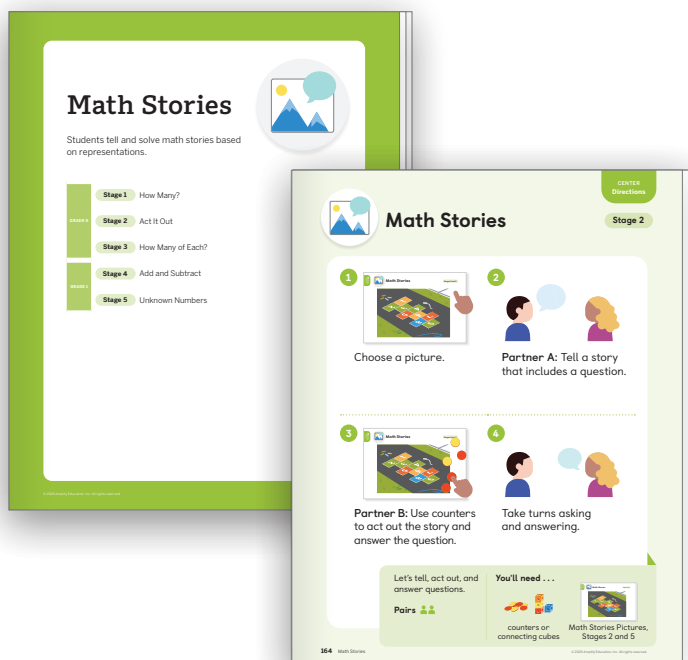 Math Stories
Students tell and solve math stories based
on representations.
Stage 1 How Many?
Stage 2 Act It Out
Stage 3 How Many of Each?
Stage 4 Add and Subtract
Stage 5 Unknown Numbers
CENTER
Directions
Math Stories
Stage 2
1
Math Stories
Choose a picture.
2
Partner A: Tell a story
that includes a question.
3
Math Stories
Partner B: Use counters
to act out the story and
answer the question.
4
Take turns asking
and answering.
Let's tell, act out, and
answer questions.
Pairs
You'll need . . .
counters or
connecting cubes
Math Stories Pictures,
Stages 2 and 5
164 Math Stories